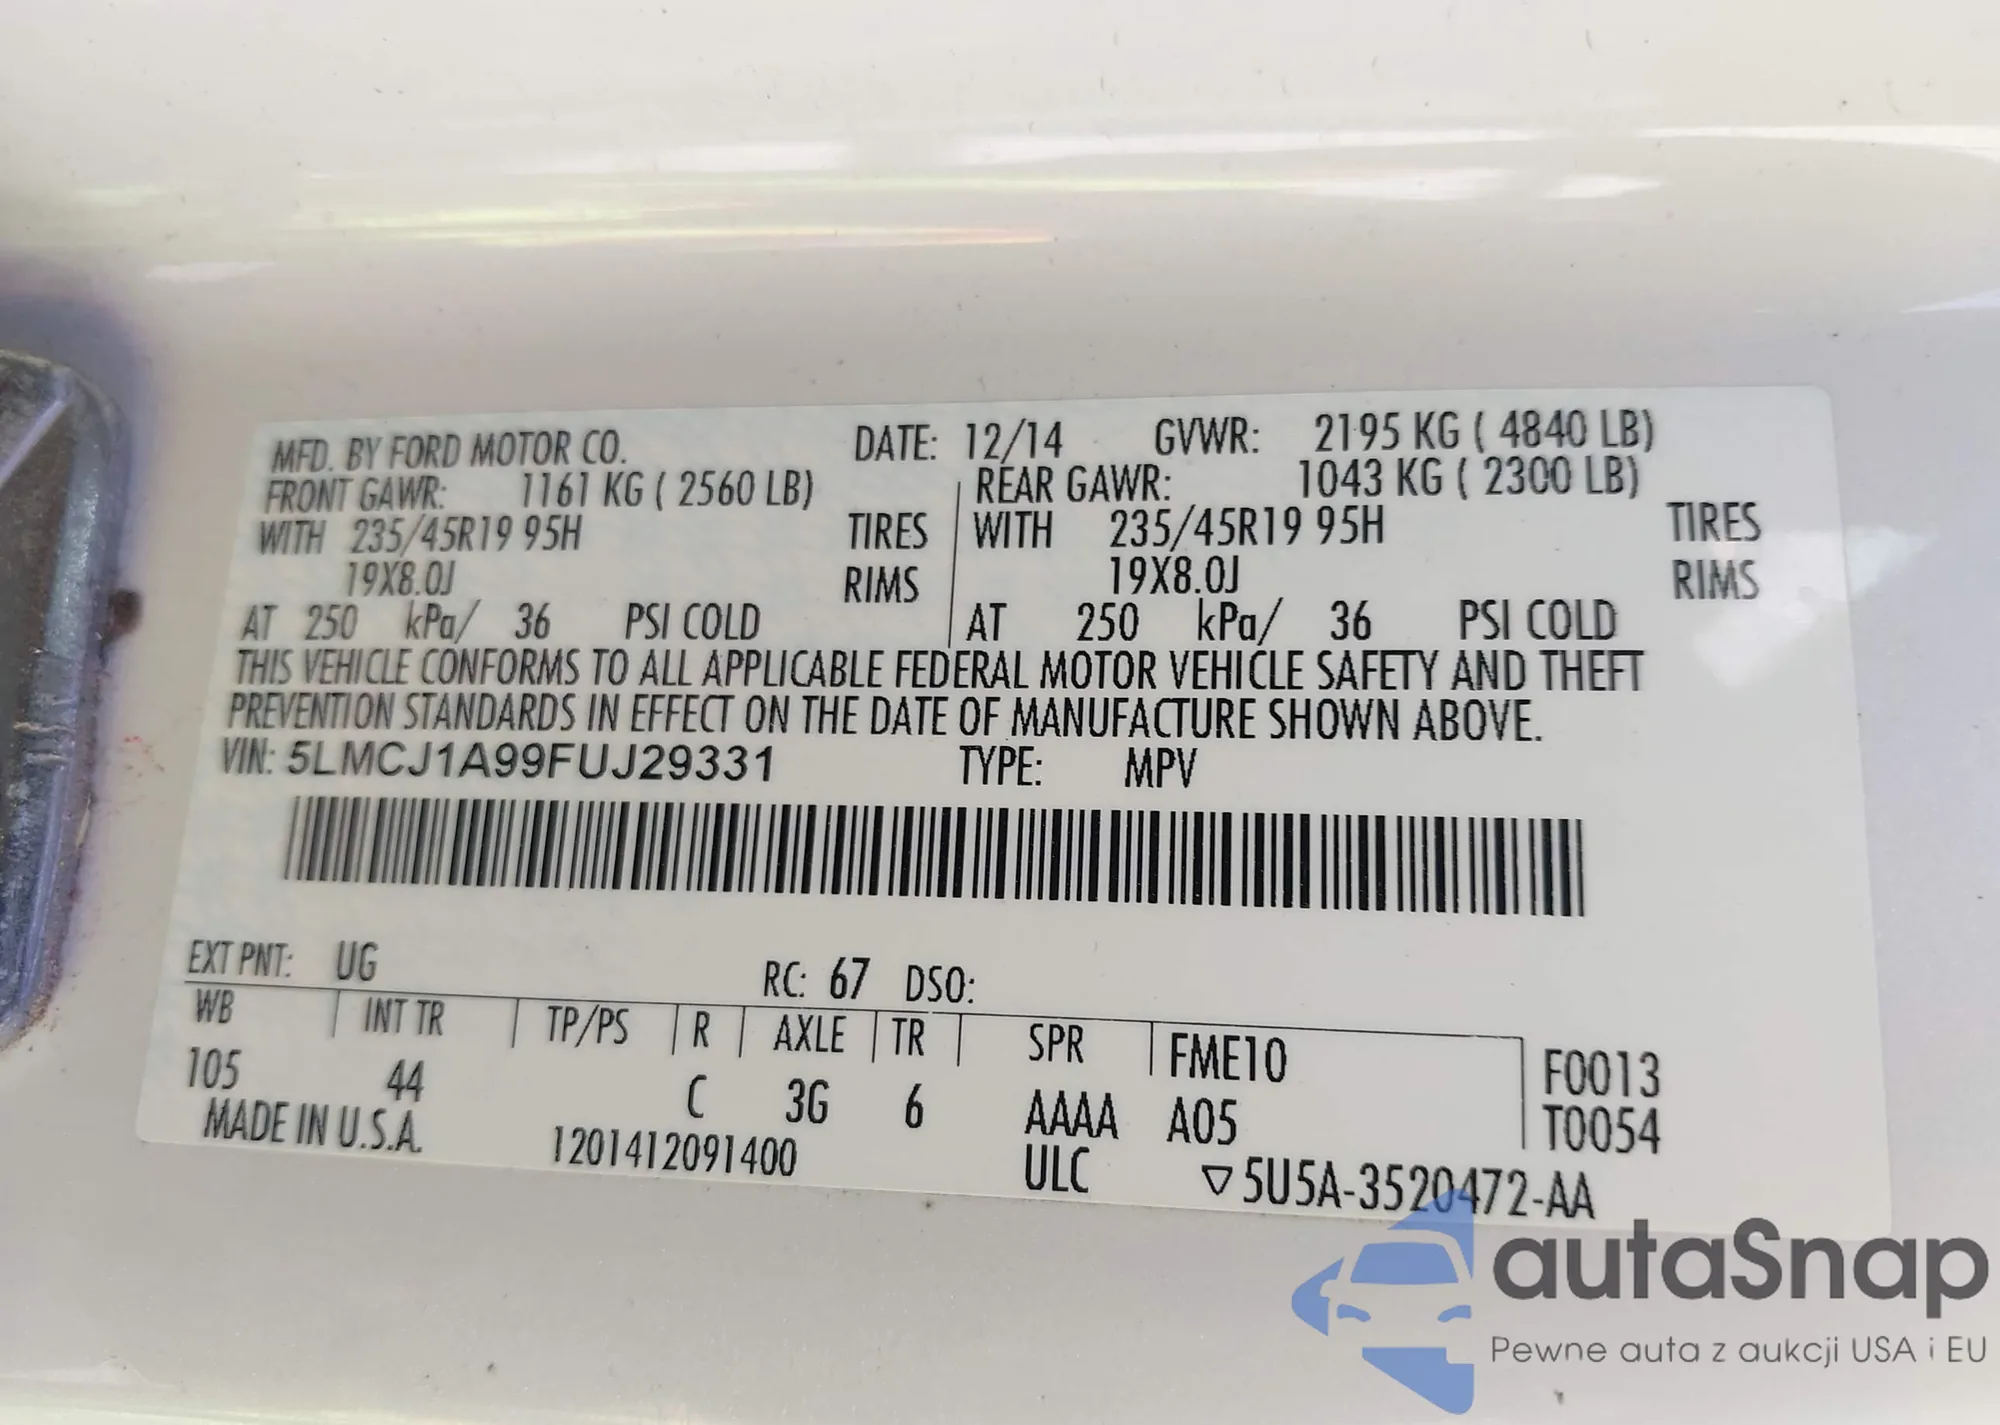 MFD. BY FORD MOTOR CO. DATE: 12/14 GVWR: 2195 KG ( 4840 LB)
FRONT GAWR: 1161 KG ( 2560 LB) REAR GAWR: 1043 KG ( 2300 LB)
WITH 235/45R19 95H TIRES WITH 235/45R19 95H TIRES
19X8.0J RIMS 19X8.0J RIMS
AT 250 kPa/ 36 PSI COLD AT 250 kPa/ 36 PSI COLD
THIS VEHICLE CONFORMS TO ALL APPLICABLE FEDERAL MOTOR VEHICLE SAFETY AND THEFT
PREVENTION STANDARDS IN EFFECT ON THE DATE OF MANUFACTURE SHOWN ABOVE.
VIN: 5LMCJ1A99FUJ29331 TYPE: MPV
EXT PNT: UG RC: 67 DSO:
WB INT TR TP/PS R AXLE TR SPR FME10 F0013
105 44 C 3G 6 AAAA A05 T0054
MADE IN U.S.A. 1201412091400 ULC ▽5U5A-3520472-AA
autaSnap
Pewne auta z aukcji USA i EU